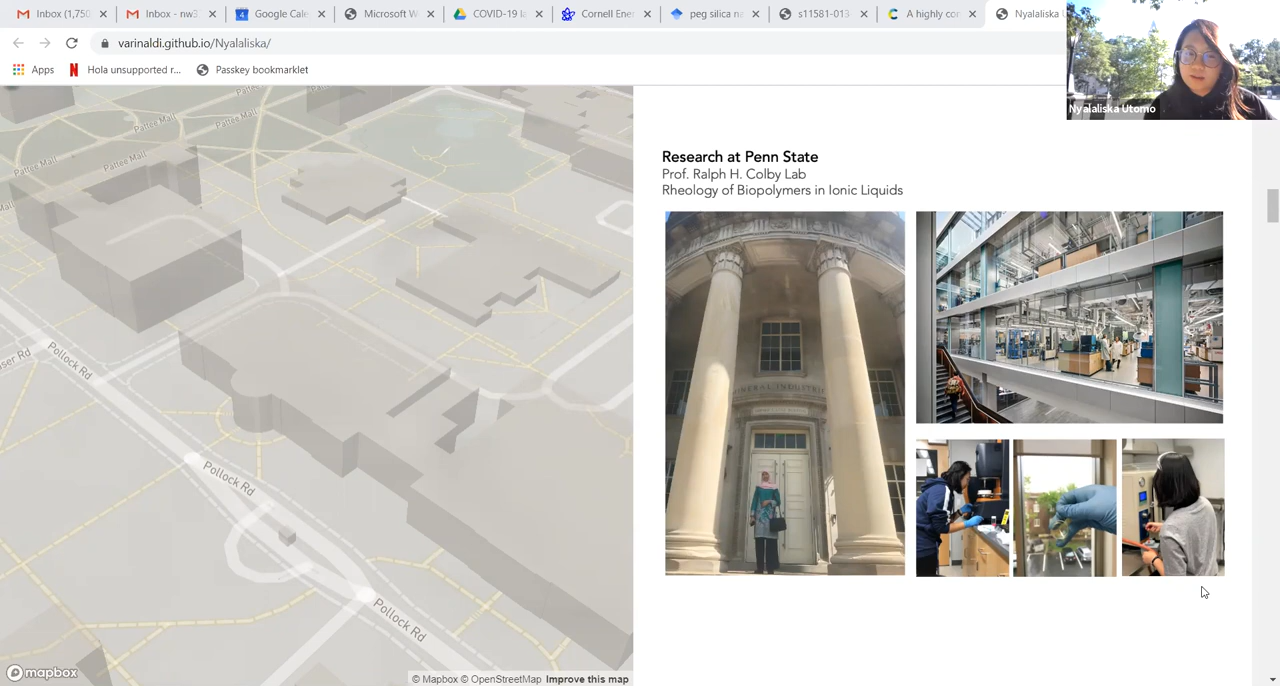 Inbox (1,750
Inbox - nw3
Google Cale
Microsoft W
COVID-19 la
Cornell Ener
peg silica na
s11581-013
A highly con
Nyalaliska
varinaldi.github.io/Nyalaliska/
Apps
Hola unsupported r...
Passkey bookmarklet
Nyalaliska Utomo
Pattee Mall
Pattee Mall
Pattee Mall
Pollock Rd
Pollock Rd
Pollock Rd
mapbox
© Mapbox © OpenStreetMap Improve this map
Research at Penn State
Prof. Ralph H. Colby Lab
Rheology of Biopolymers in Ionic Liquids